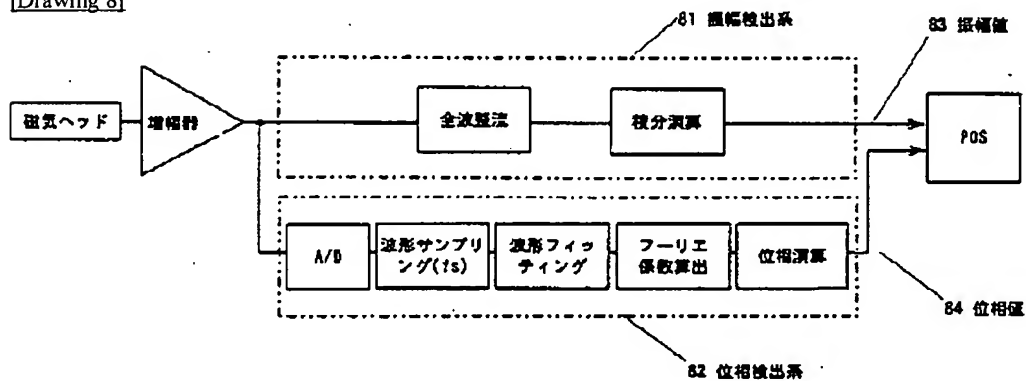 [Drawing 8]
81 振幅検出系
83 振幅値
磁気ヘッド
増幅器
全波整流
積分演算
POS
A/D
波形サンプリ
ング(fs)
波形フィッ
ティング
フーリエ
係数算出
位相演算
84 位相値
82 位相検出系